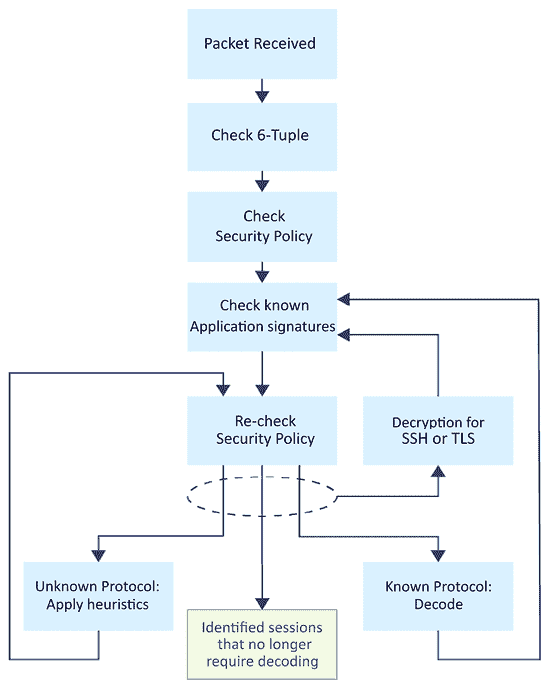 Packet Received
Check 6-Tuple
Check
Security Policy
Check known
Application signatures
Re-check
Security Policy
Decryption for
SSH or TLS
Unknown Protocol:
Apply heuristics
Known Protocol:
Decode
Identified sessions
that no longer
require decoding